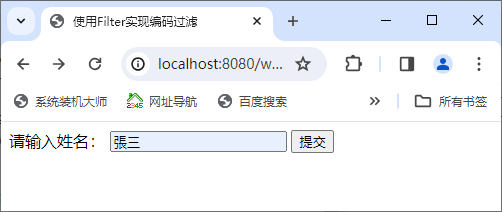 使用Filter实现编码过滤
localhost:8080/w...
系统装机大师 2345 网址导航 百度搜索 » 所有书签
请输入姓名： 張三 提交